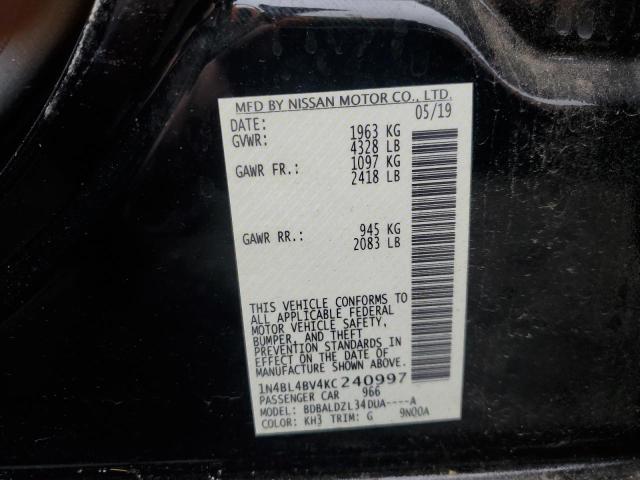 MFD BY NISSAN MOTOR CO., LTD.
DATE: 05/19
GVWR: 1963 KG
4328 LB
GAWR FR.: 1097 KG
2418 LB
GAWR RR.: 945 KG
2083 LB
THIS VEHICLE CONFORMS TO
ALL APPLICABLE FEDERAL
MOTOR VEHICLE SAFETY,
BUMPER, AND THEFT
PREVENTION STANDARDS IN
EFFECT ON THE DATE OF
MANUFACTURE SHOWN ABOVE.
1N4BL4BV4KC240997
PASSENGER CAR 966
MODEL: BDBALDZL34DUA----A
COLOR: KH3 TRIM: G 9N00A